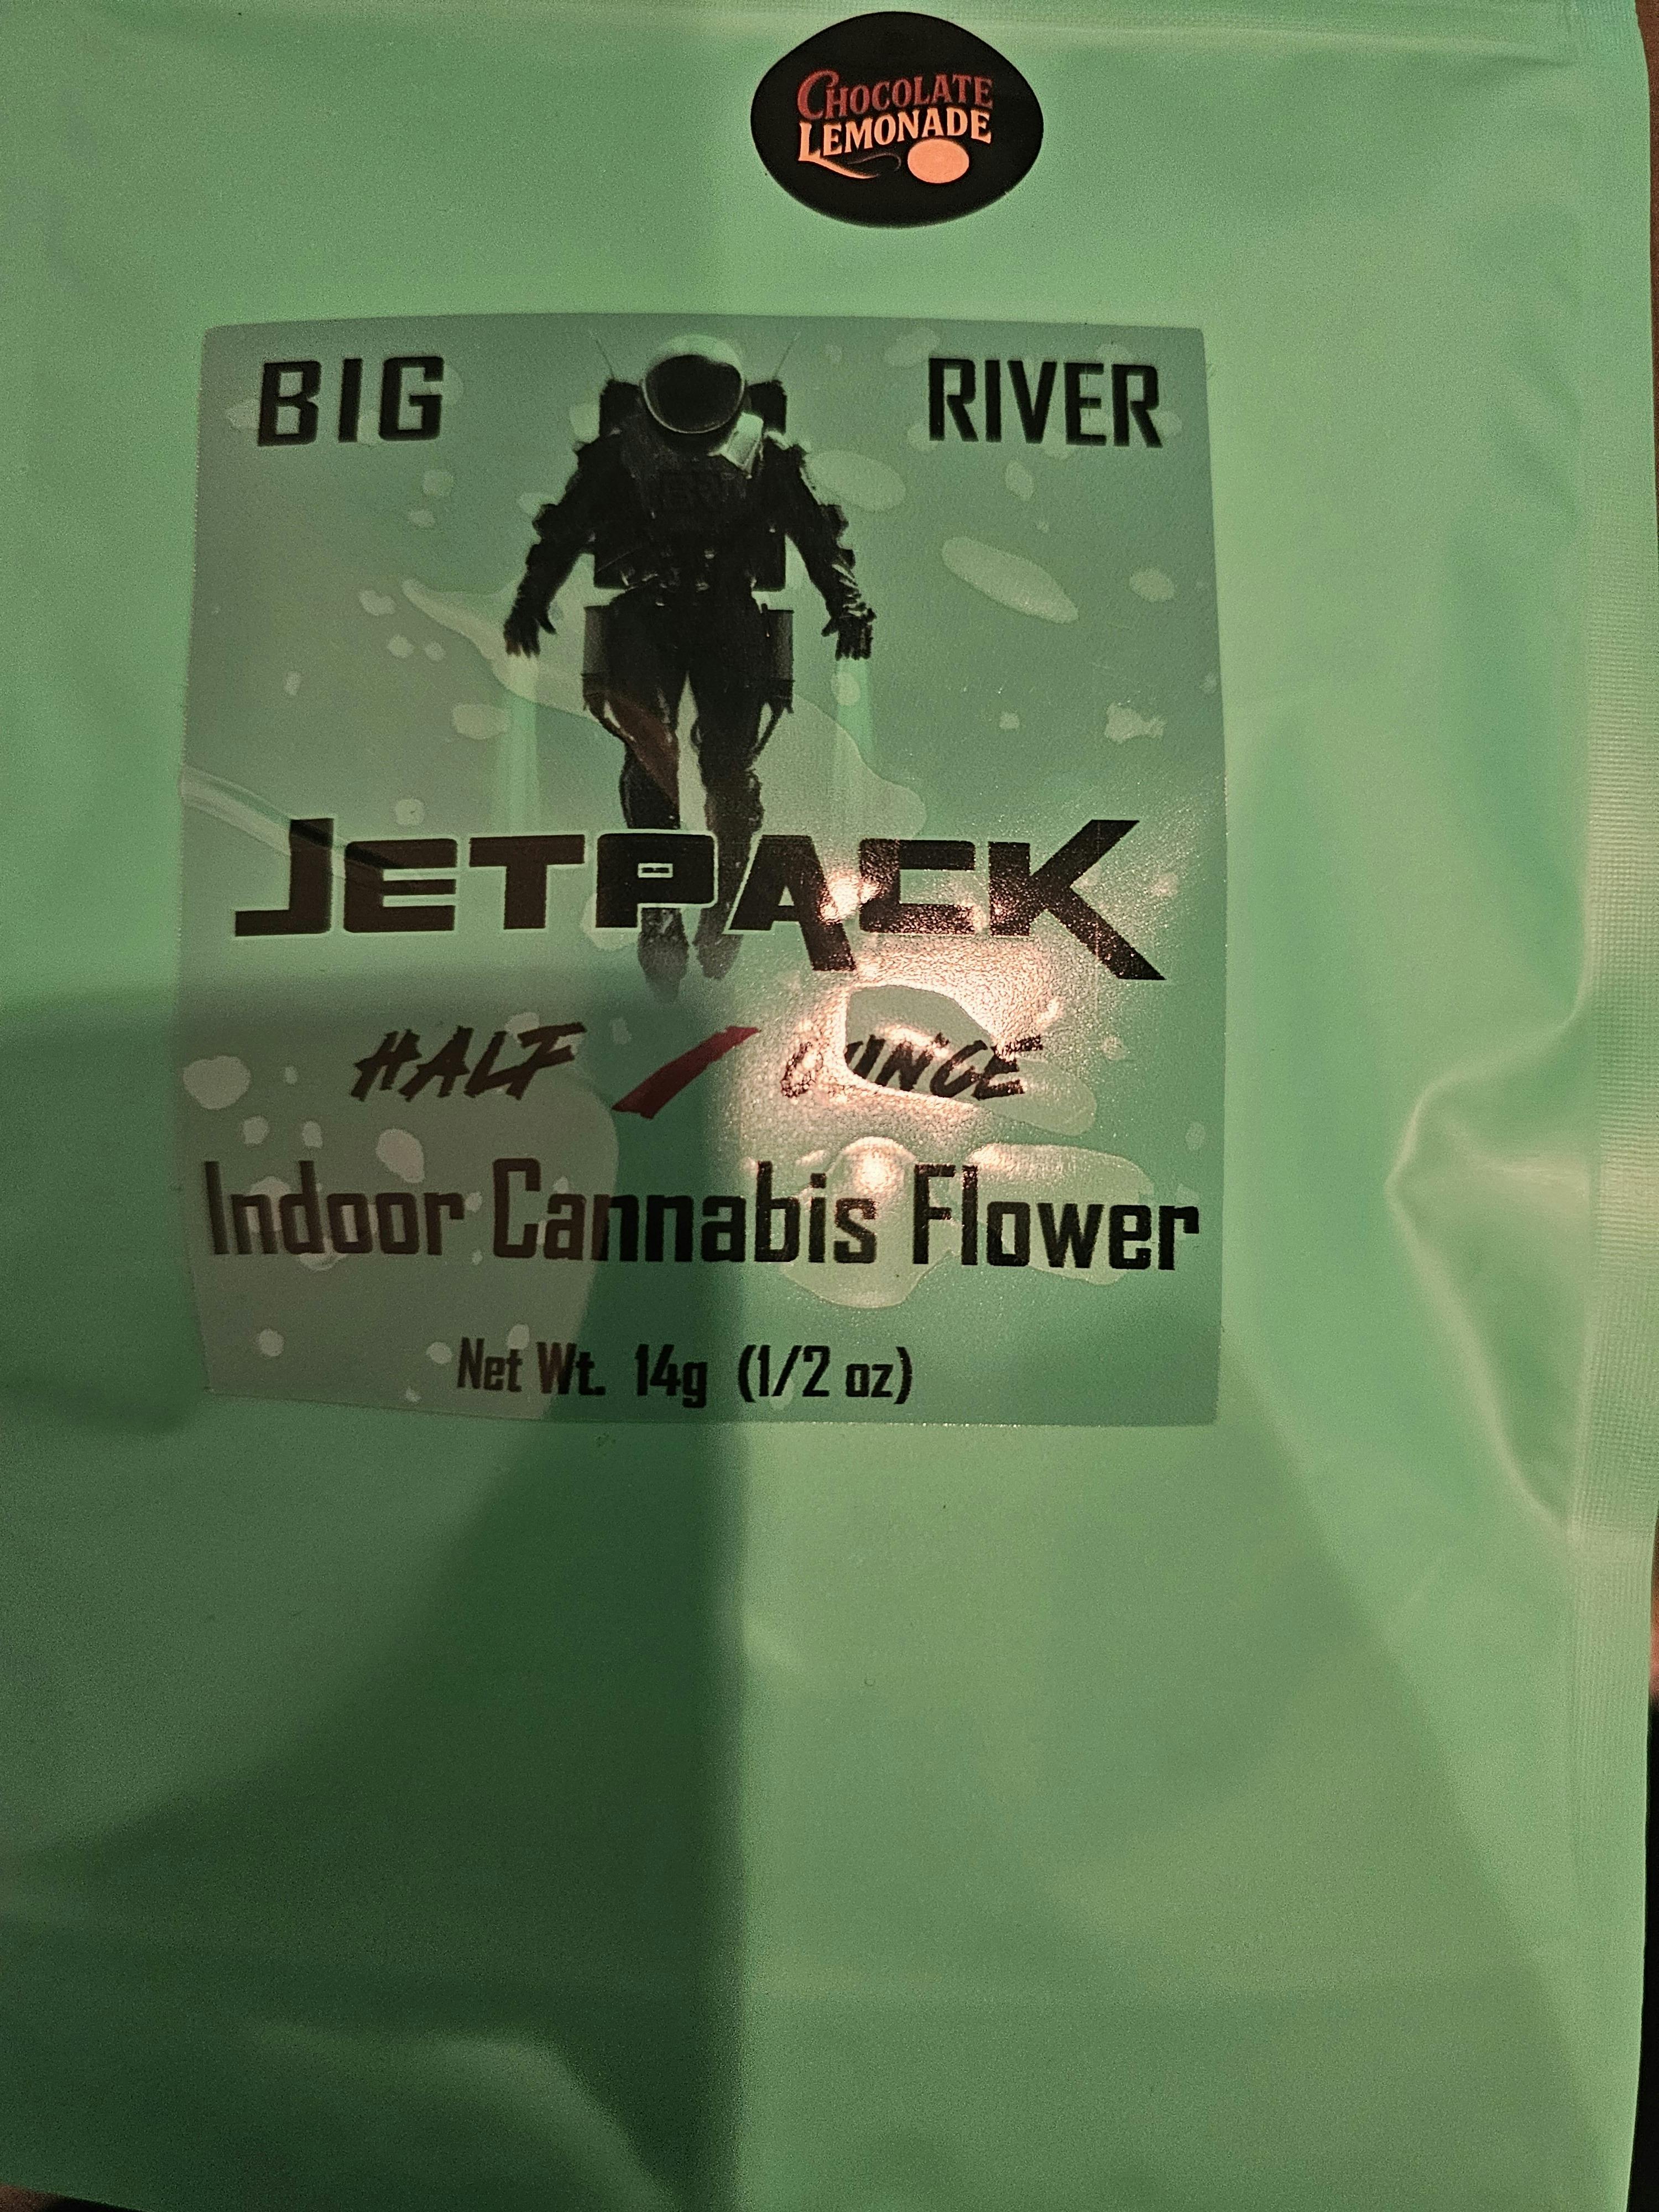 CHOCOLATE
LEMONADE
BIG RIVER
JETPACK
HALF / OUNCE
Indoor Cannabis Flower
Net Wt. 14g (1/2 oz)